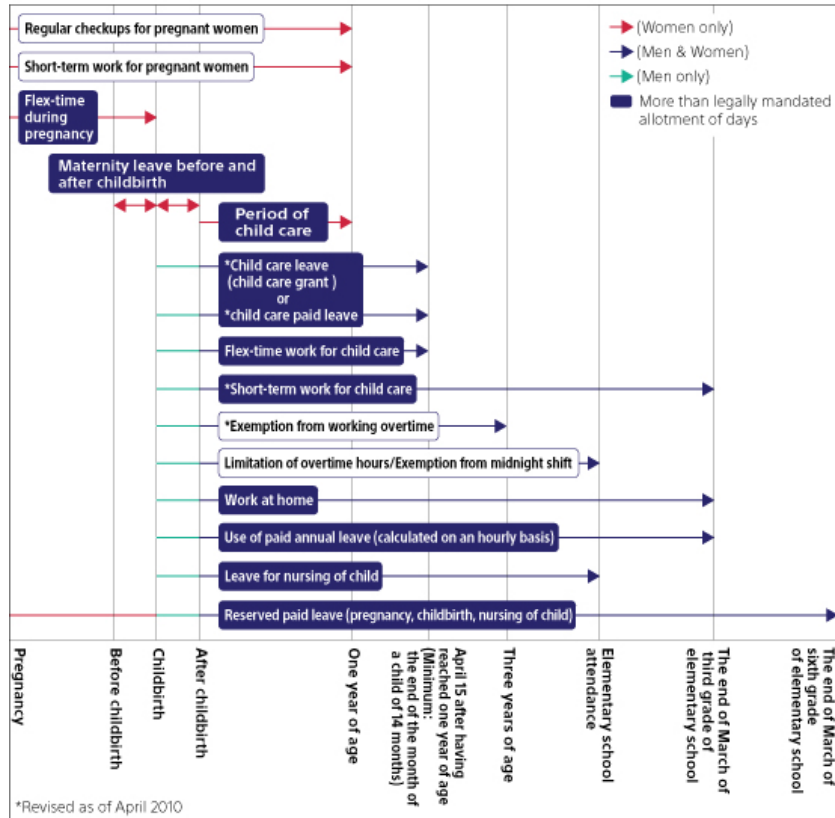 Regular checkups for pregnant women
Short-term work for pregnant women
Flex-time
during
pregnancy
Maternity leave before and
after childbirth
Period of
child care
*Child care leave
(child care grant )
or
*child care paid leave
Flex-time work for child care
*Short-term work for child care
*Exemption from working overtime
Limitation of overtime hours/Exemption from midnight shift
Work at home
Use of paid annual leave (calculated on an hourly basis)
Leave for nursing of child
Reserved paid leave (pregnancy, childbirth, nursing of child)
(Women only)
(Men & Women)
(Men only)
More than legally mandated
allotment of days
Pregnancy
Before childbirth
Childbirth
After childbirth
One year of age
April 15 after having
reached one year of age
(Minimum:
the end of the month of
a child of 14 months)
Three years of age
Elementary school
attendance
The end of March of
third grade of
elementary school
The end of March of
sixth grade
of elementary school
*Revised as of April 2010